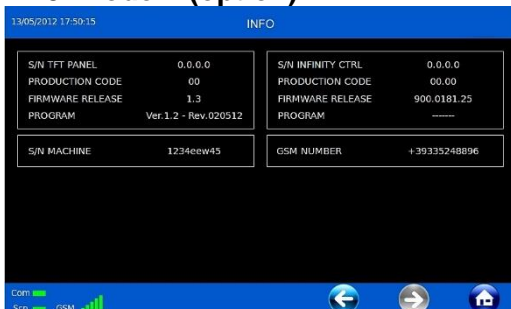 (option)
13/05/2012 17:50:15 INFO
S/N TFT PANEL 0.0.0.0
PRODUCTION CODE 00
FIRMWARE RELEASE 1.3
PROGRAM Ver.1.2 - Rev.020512
S/N INFINITY CTRL 0.0.0.0
PRODUCTION CODE 00.00
FIRMWARE RELEASE 900.0181.25
PROGRAM -------
S/N MACHINE 1234eew45
GSM NUMBER +39335248896
Com
GSM